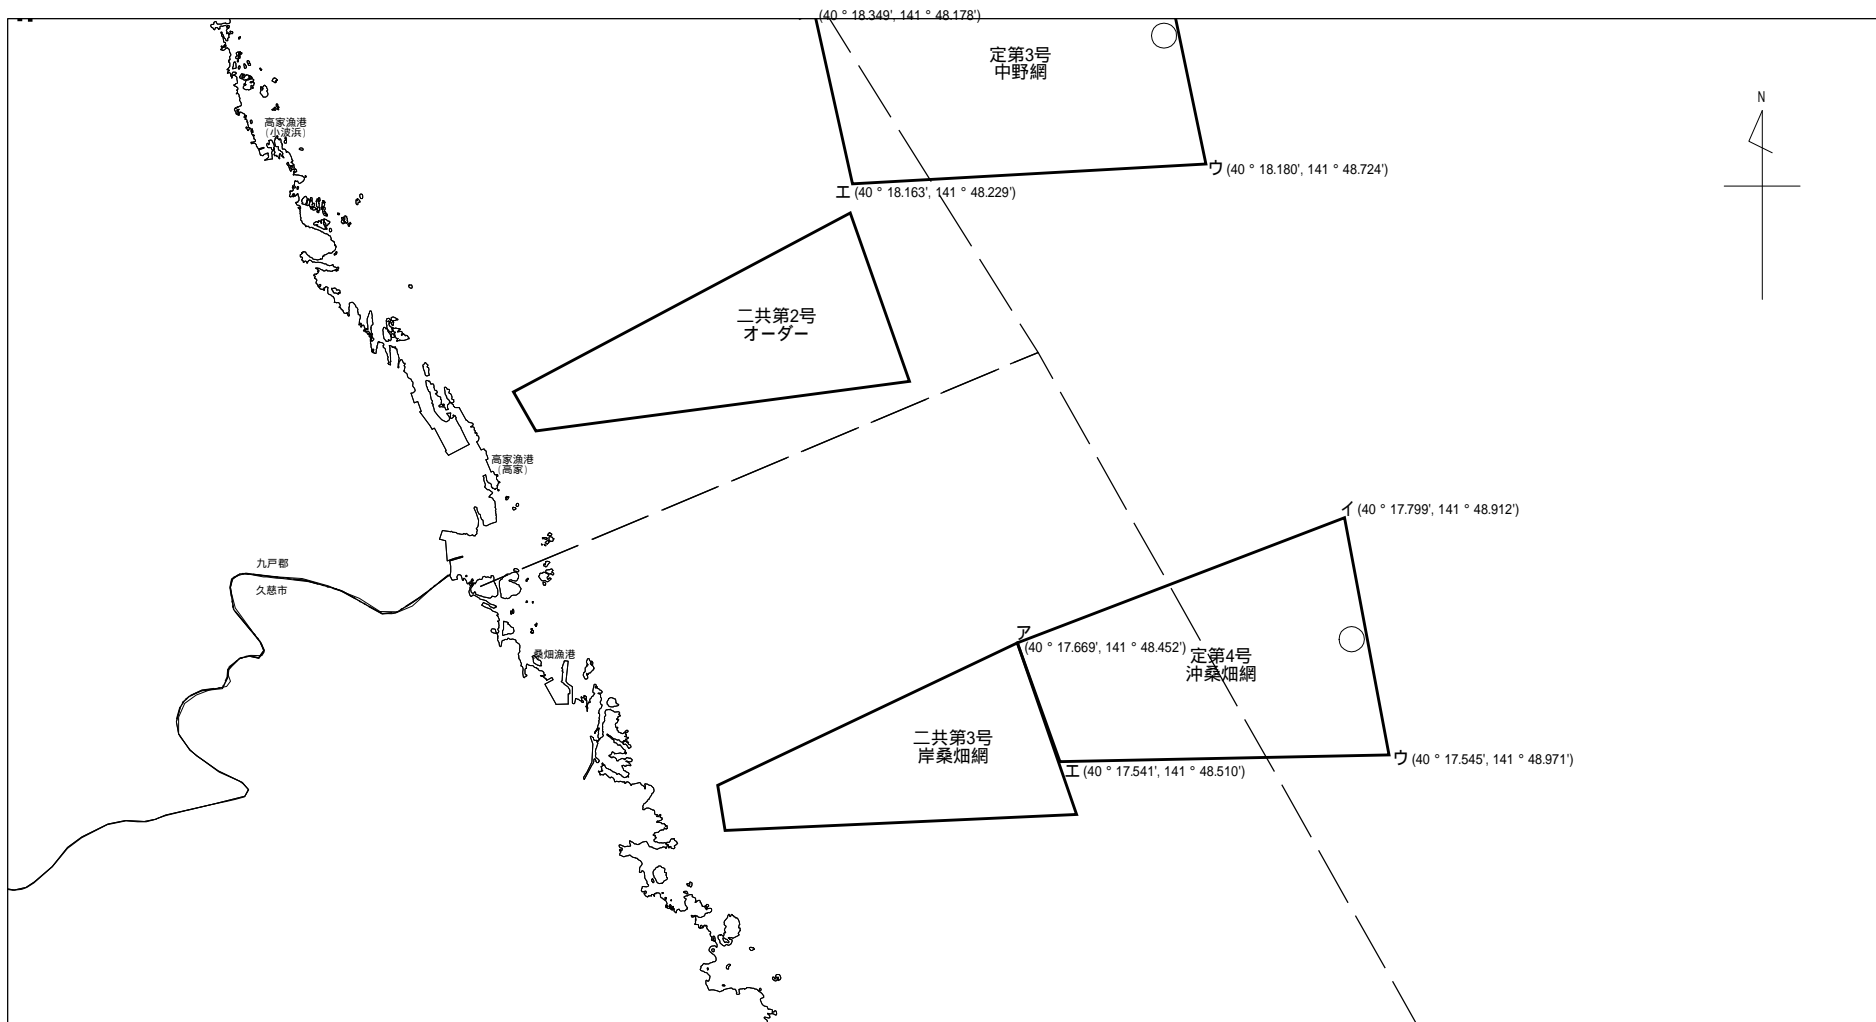 (40 ° 18.349', 141 ° 48.178')
定第3号
中野網
N
高家漁港
(小波浜)
ウ (40 ° 18.180', 141 ° 48.724')
エ (40 ° 18.163', 141 ° 48.229')
二共第2号
オーダー
高家漁港
(高家)
イ (40 ° 17.799', 141 ° 48.912')
九戸郡
久慈市
ア
(40 ° 17.669', 141 ° 48.452')
桑畑漁港
定第4号
沖桑畑網
二共第3号
岸桑畑網
ウ (40 ° 17.545', 141 ° 48.971')
エ (40 ° 17.541', 141 ° 48.510')